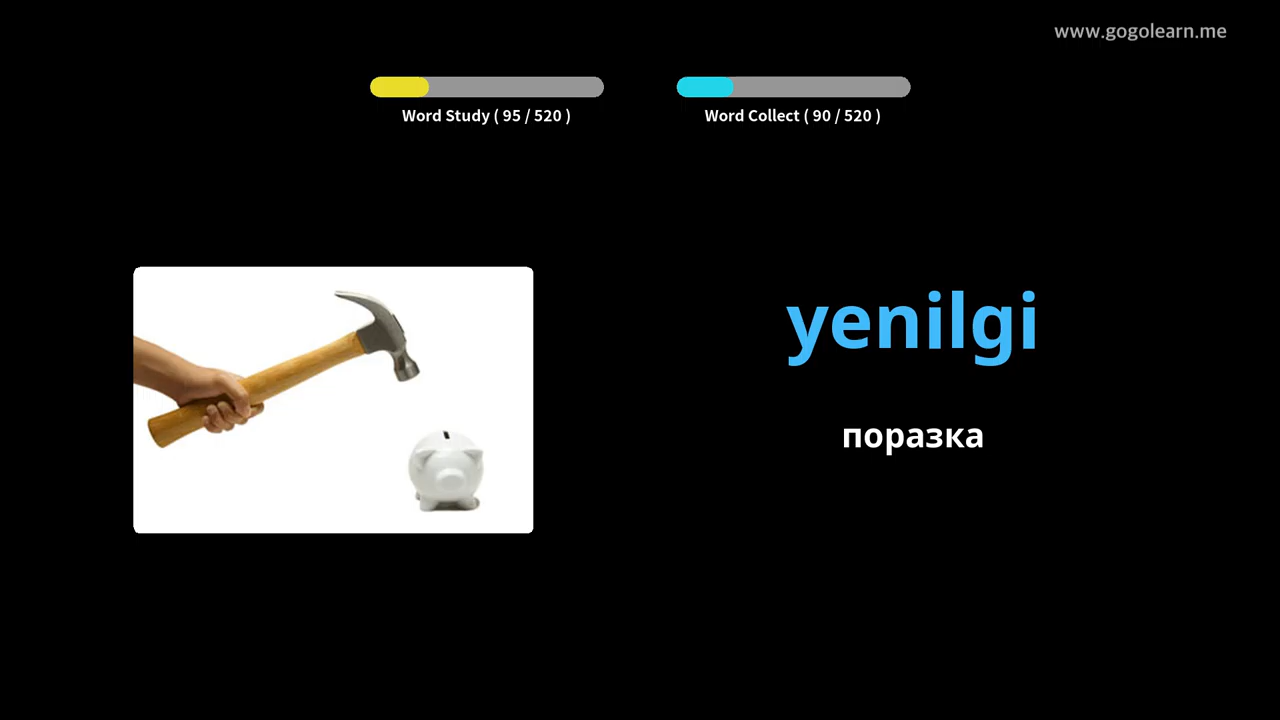 www.gogolearn.me
Word Study ( 95 / 520 )
Word Collect ( 90 / 520 )
yenilgi
поразка